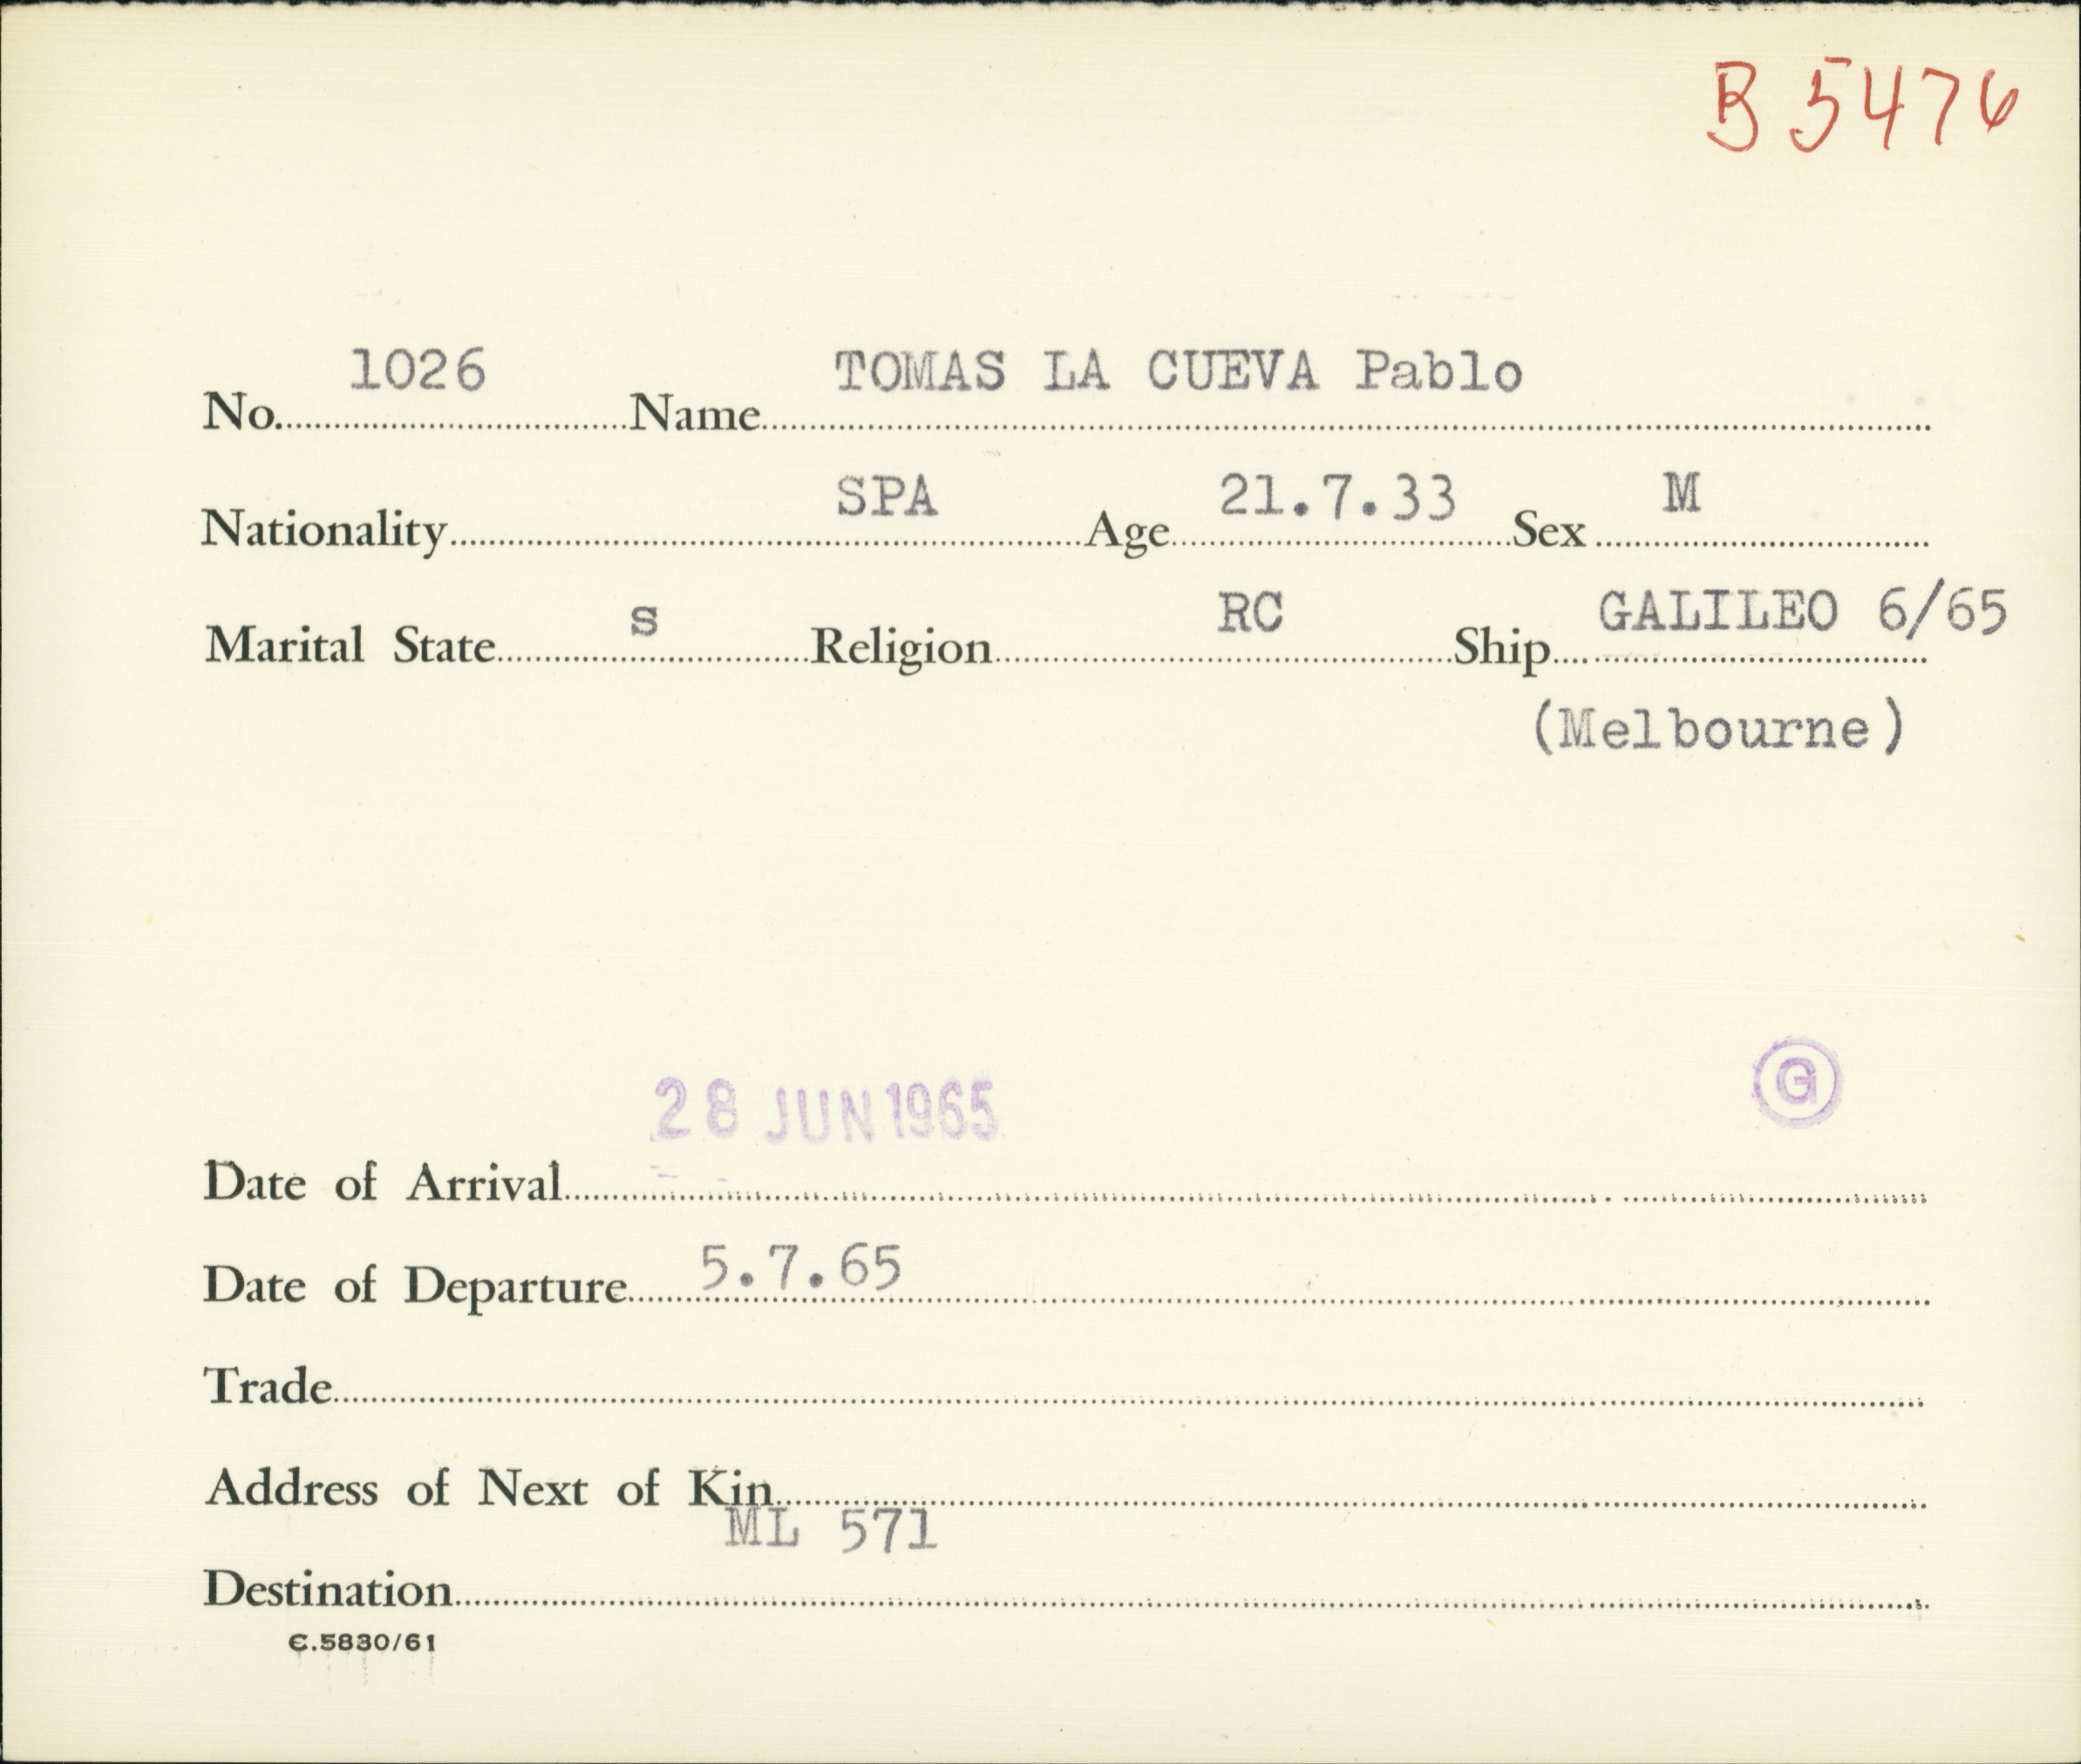 B 5476
No. 1026 Name TOMAS LA CUEVA Pablo
Nationality SPA Age 21.7.33 Sex M
Marital State s Religion RC Ship GALILEO 6/65
(Melbourne)
G
28 JUN 1965
Date of Arrival
Date of Departure 5.7.65
Trade
Address of Next of Kin
ML 571
Destination
C.5830/61